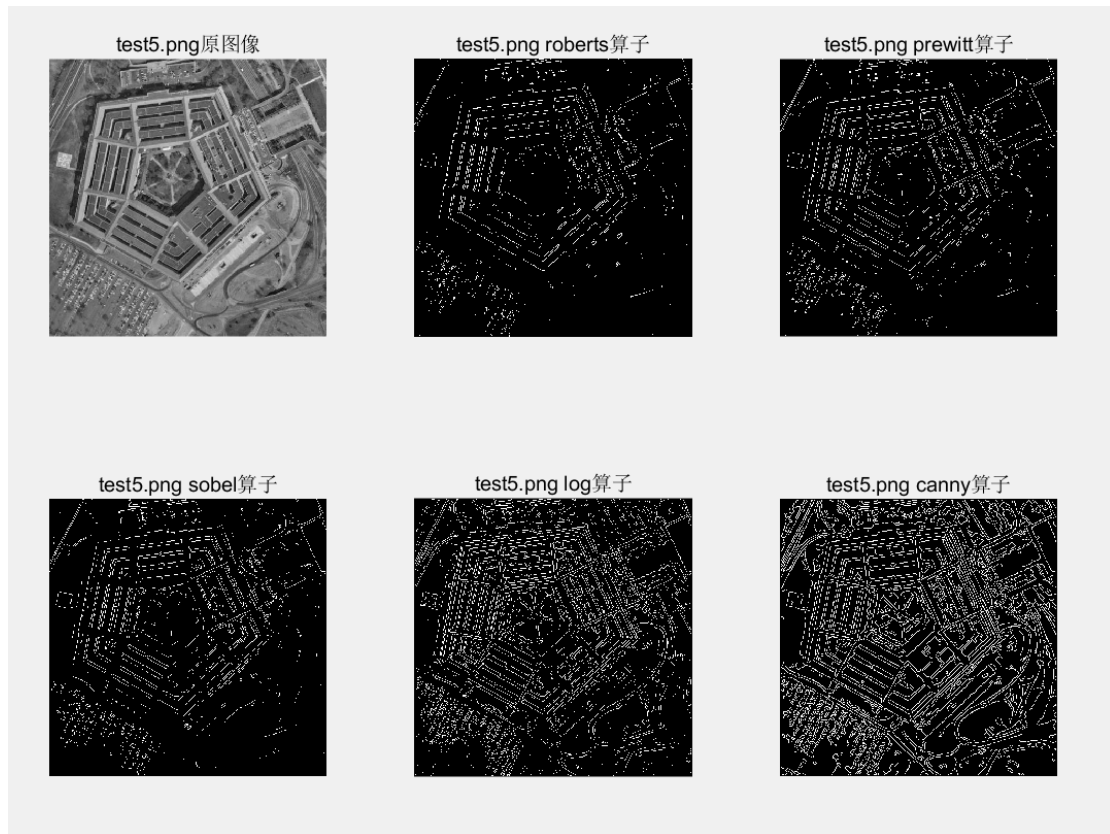 test5.png原图像
test5.png roberts算子
test5.png prewitt算子
test5.png sobel算子
test5.png log算子
test5.png canny算子